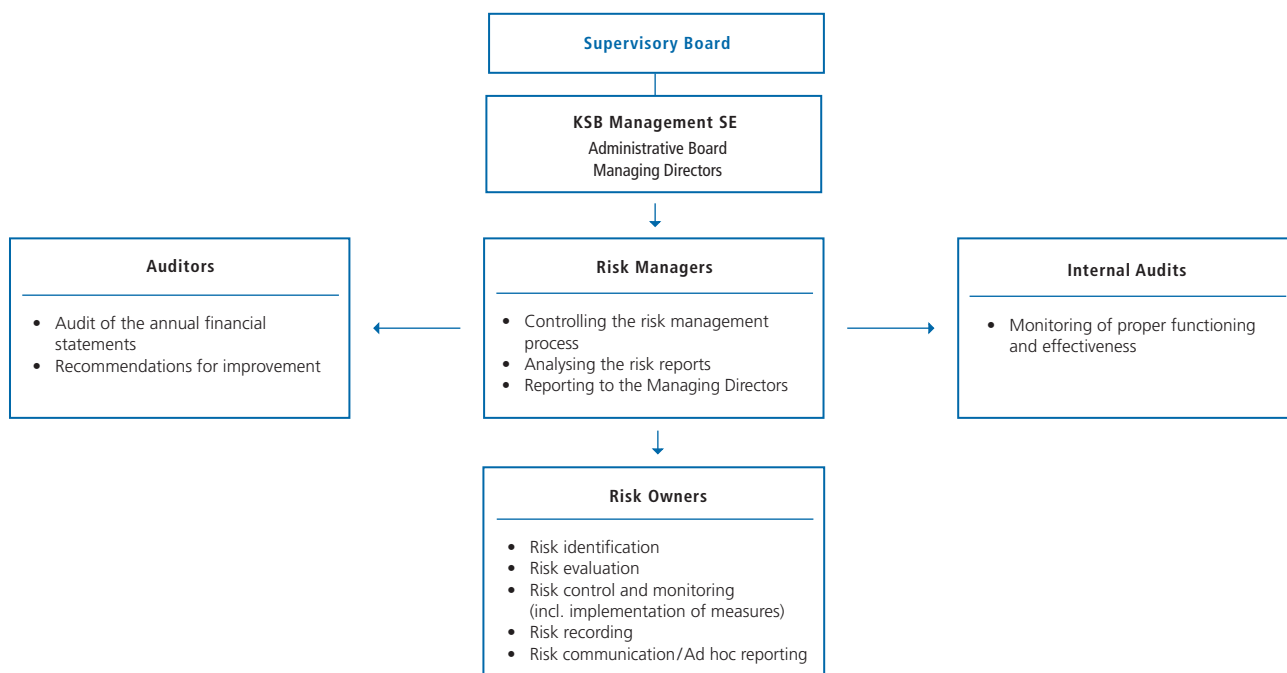 Supervisory Board
KSB Management SE
Administrative Board
Managing Directors
Auditors
• Audit of the annual financial
statements
• Recommendations for improvement
Risk Managers
• Controlling the risk management
process
• Analysing the risk reports
• Reporting to the Managing Directors
Internal Audits
• Monitoring of proper functioning
and effectiveness
Risk Owners
• Risk identification
• Risk evaluation
• Risk control and monitoring
(incl. implementation of measures)
• Risk recording
• Risk communication/Ad hoc reporting